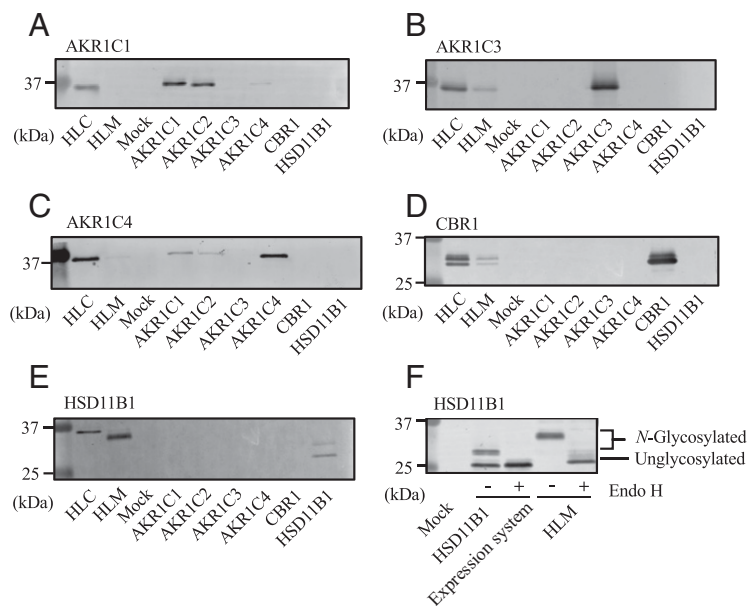 A
AKR1C1
37
(kDa)
HLC
HLM
Mock
AKR1C1
AKR1C2
AKR1C3
AKR1C4
CBR1
HSD11B1
B
AKR1C3
37
(kDa)
HLC
HLM
Mock
AKR1C1
AKR1C2
AKR1C3
AKR1C4
CBR1
HSD11B1
C
AKR1C4
37
(kDa)
HLC
HLM
Mock
AKR1C1
AKR1C2
AKR1C3
AKR1C4
CBR1
HSD11B1
D
CBR1
37
25
(kDa)
HLC
HLM
Mock
AKR1C1
AKR1C2
AKR1C3
AKR1C4
CBR1
HSD11B1
E
HSD11B1
37
25
(kDa)
HLC
HLM
Mock
AKR1C1
AKR1C2
AKR1C3
AKR1C4
CBR1
HSD11B1
F
HSD11B1
37
25
N-Glycosylated
Unglycosylated
- + - + Endo H
(kDa)
Mock
HSD11B1
Expression system
HLM